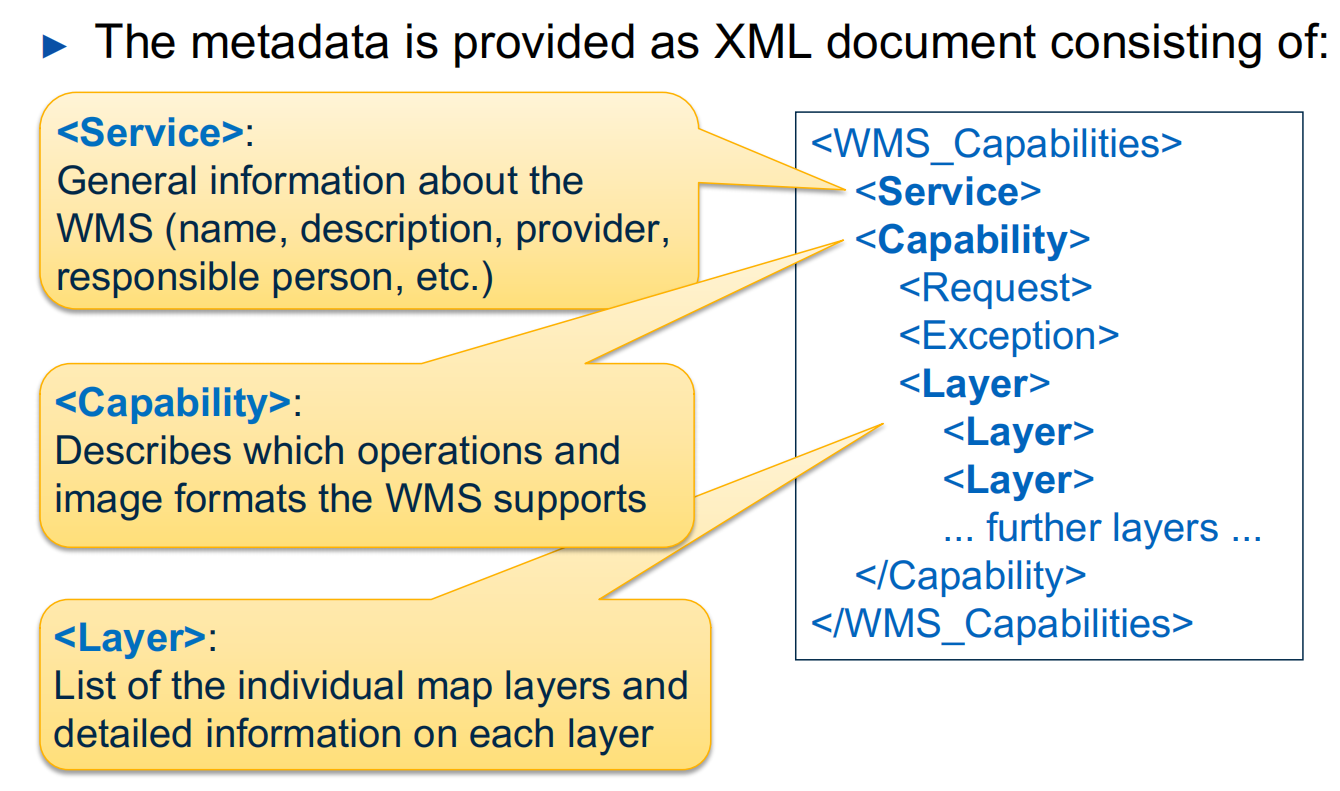 ► The metadata is provided as XML document consisting of:
<Service>:
General information about the
WMS (name, description, provider,
responsible person, etc.)
<Capability>:
Describes which operations and
image formats the WMS supports
<Layer>:
List of the individual map layers and
detailed information on each layer
<WMS_Capabilities>
<Service>
<Capability>
<Request>
<Exception>
<Layer>
<Layer>
<Layer>
... further layers ...
</Capability>
</WMS_Capabilities>